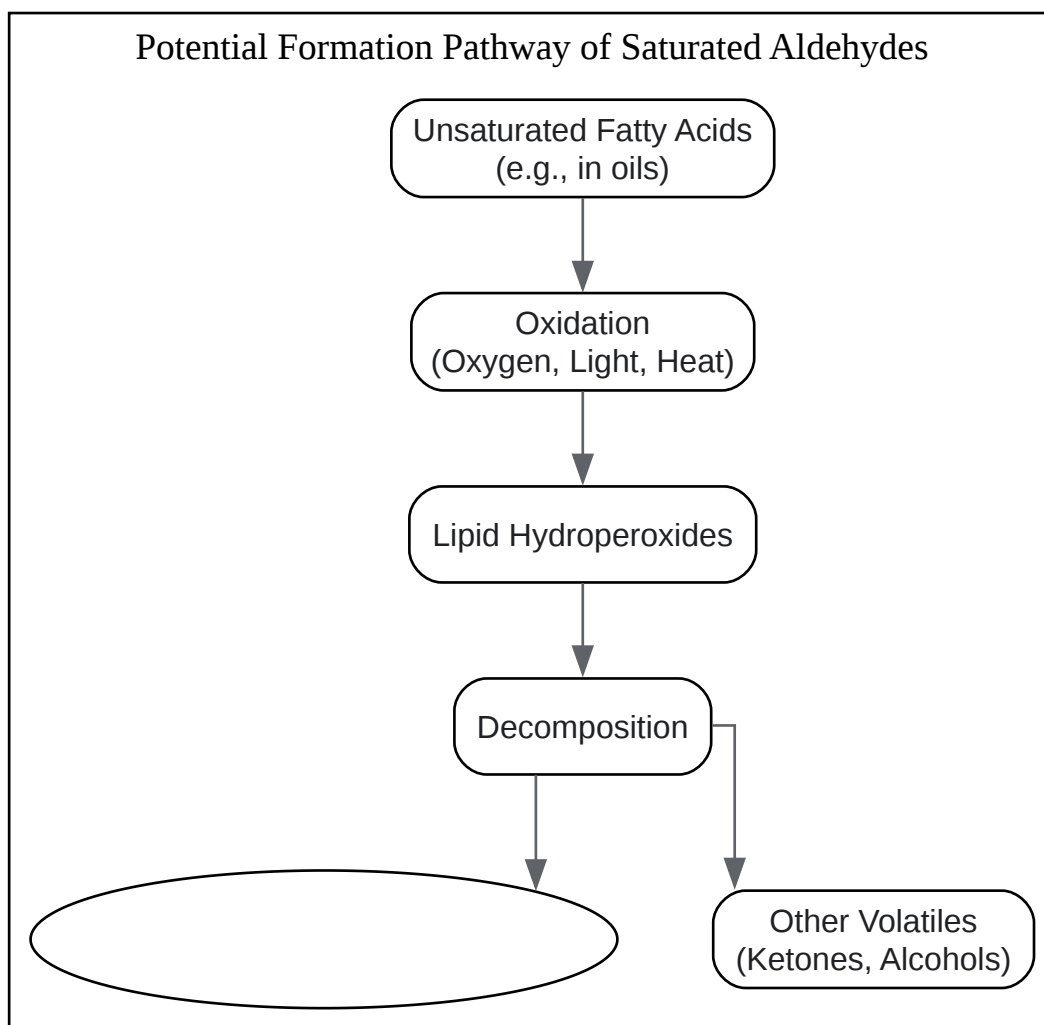 Potential Formation Pathway of Saturated Aldehydes
Unsaturated Fatty Acids
(e.g., in oils)
Oxidation
(Oxygen, Light, Heat)
Lipid Hydroperoxides
Decomposition
Other Volatiles
(Ketones, Alcohols)